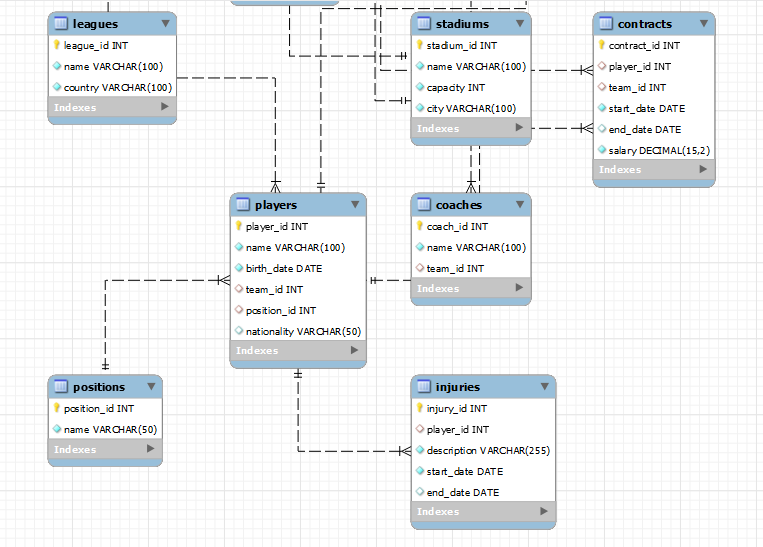 leagues
league_id INT
name VARCHAR(100)
country VARCHAR(100)
Indexes
stadiums
stadium_id INT
name VARCHAR(100)
capacity INT
city VARCHAR(100)
Indexes
contracts
contract_id INT
player_id INT
team_id INT
start_date DATE
end_date DATE
salary DECIMAL(15,2)
Indexes
players
player_id INT
name VARCHAR(100)
birth_date DATE
team_id INT
position_id INT
nationality VARCHAR(50)
Indexes
coaches
coach_id INT
name VARCHAR(100)
team_id INT
Indexes
positions
position_id INT
name VARCHAR(50)
Indexes
injuries
injury_id INT
player_id INT
description VARCHAR(255)
start_date DATE
end_date DATE
Indexes